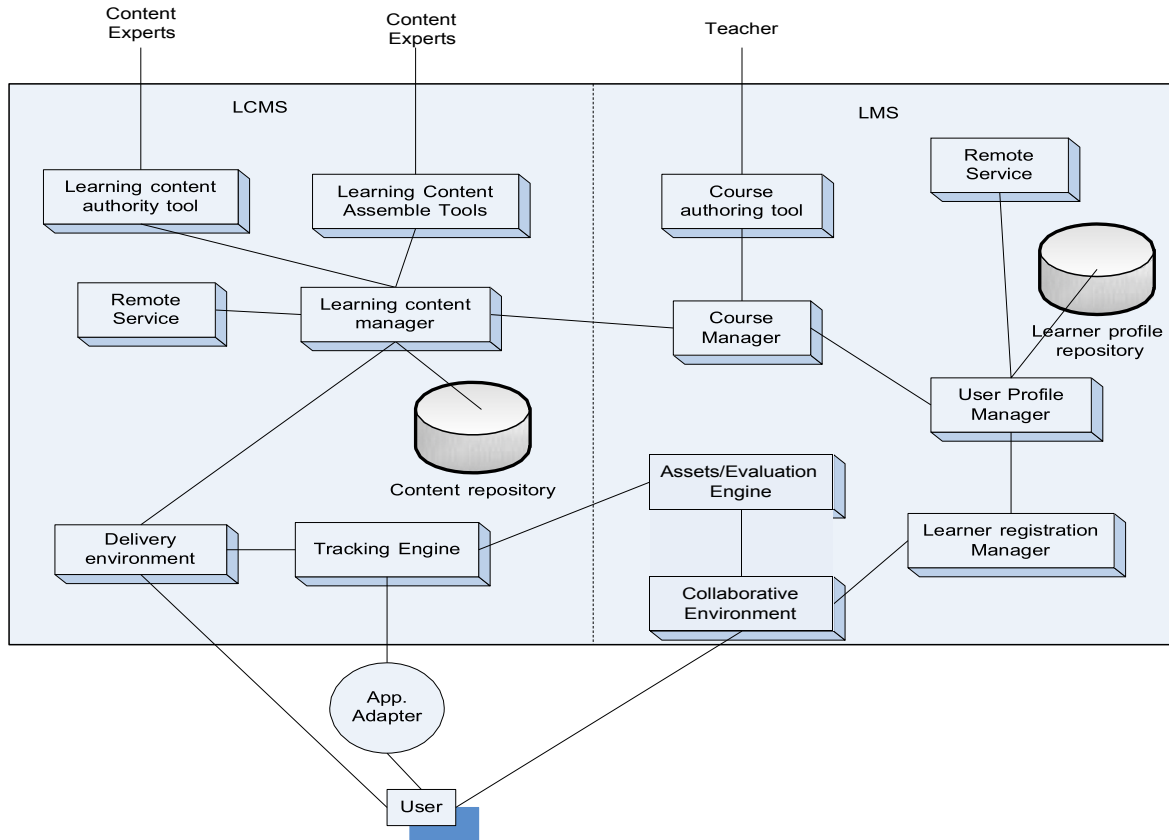 Content
Experts
Content
Experts
Teacher
LCMS
LMS
Learning content
authority tool
Learning Content
Assemble Tools
Course
authoring tool
Remote
Service
Remote
Service
Learning content
manager
Course
Manager
Learner profile
repository
User Profile
Manager
Content repository
Assets/Evaluation
Engine
Delivery
environment
Tracking Engine
Learner registration
Manager
Collaborative
Environment
App.
Adapter
User